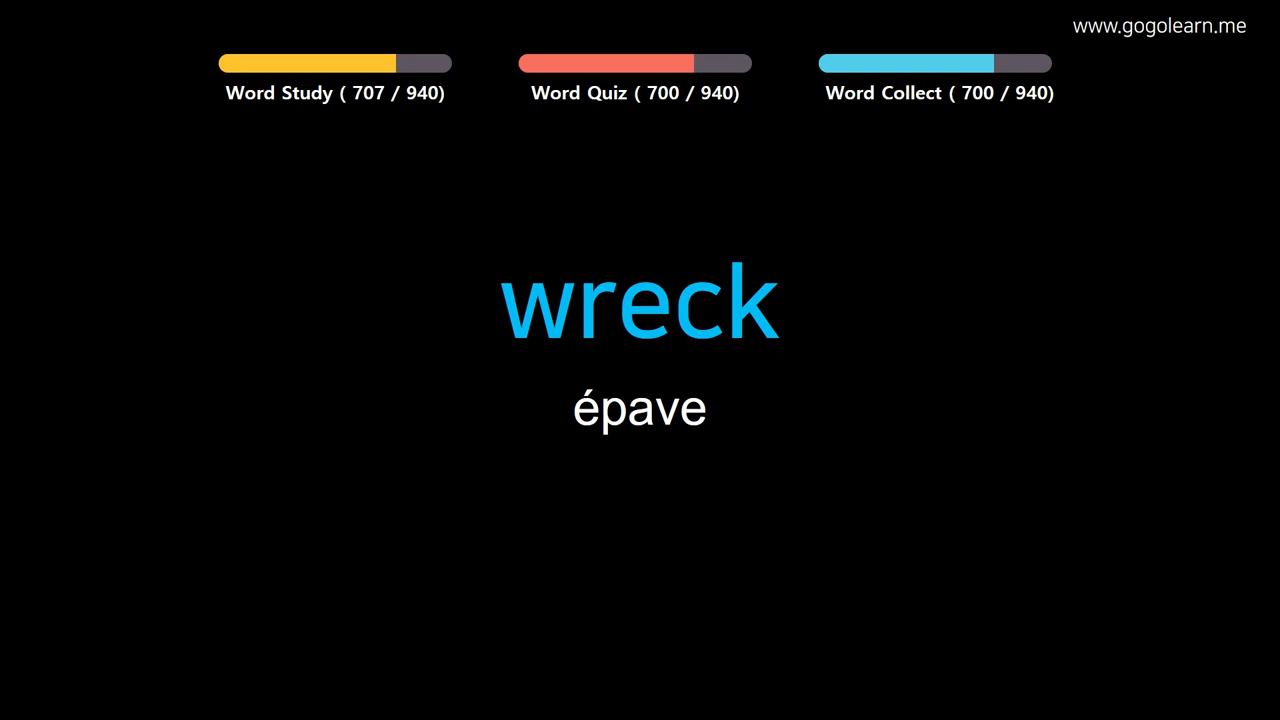 www.gogolearn.me
Word Study ( 707 / 940)
Word Quiz ( 700 / 940)
Word Collect ( 700 / 940)
wreck
épave